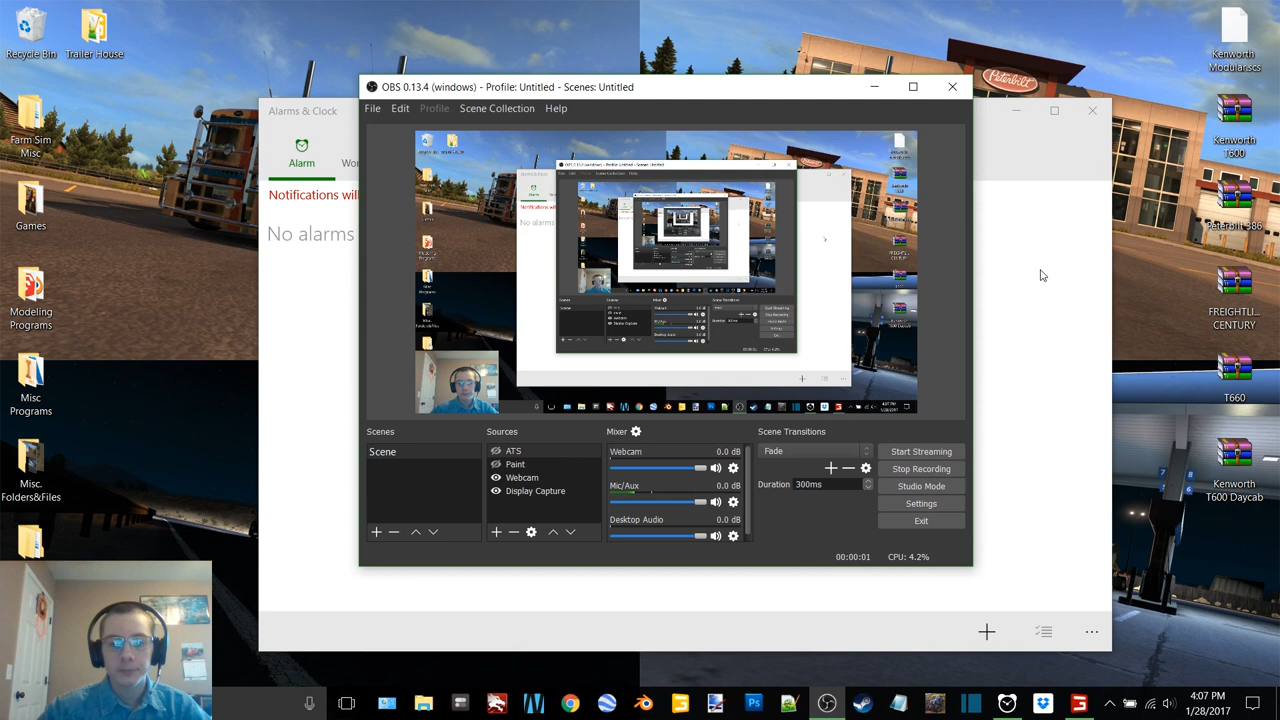 Recycle Bin
Trailer House
Farm Sim
Misc
Games
Modeling
Programs
Misc
Programs
Misc.
Folders&Files
Peterbilt
Kenworth
Modular.scs
Kenworth
T600
Peterbilt 386
FREIGHTLI...
CENTURY
T660
Kenworth
T600 Daycab
Alarms & Clock
Alarm
Wor
Notifications will
No alarms
OBS 0.13.4 (windows) - Profile: Untitled - Scenes: Untitled
File Edit Profile Scene Collection Help
Scenes
Scene
Sources
ATS
Paint
Webcam
Display Capture
Mixer
Webcam 0.0 dB
Mic/Aux 0.0 dB
Desktop Audio 0.0 dB
Scene Transitions
Fade
Duration 300ms
Start Streaming
Stop Recording
Studio Mode
Settings
Exit
00:00:01 CPU: 4.2%
4:07 PM
1/28/2017